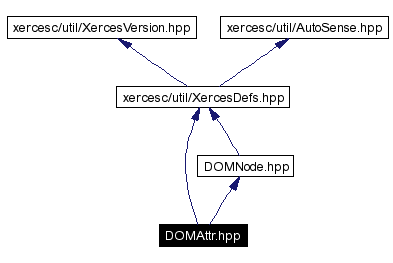 xercesc/util/XercesVersion.hpp
xercesc/util/AutoSense.hpp
xercesc/util/XercesDefs.hpp
DOMNode.hpp
DOMAttr.hpp